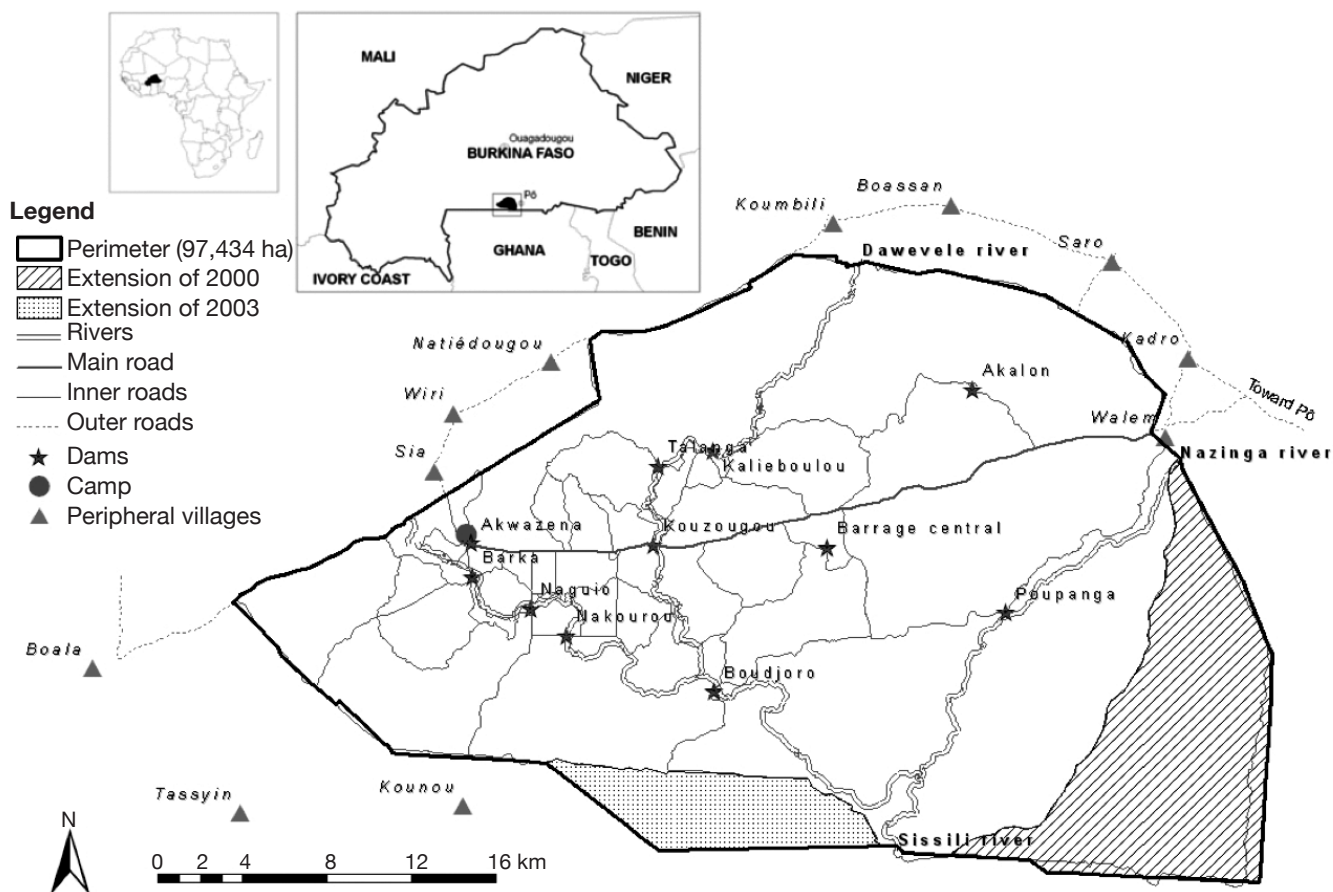 MALI
NIGER
Ouagadougou
BURKINA FASO
Pô
BENIN
GHANA
TOGO
IVORY COAST
Legend
Perimeter (97,434 ha)
Extension of 2000
Extension of 2003
Rivers
Main road
Inner roads
Outer roads
Dams
Camp
Peripheral villages
Boassan
Koumbili
Saro
Dawevele river
Natiédougou
Kadro
Akalon
Wiri
Toward Pô
Walem
Sia
Talanga
Nazinga river
Kalieboulou
Akwazena
Kouzougou
Barrage central
Barka
Naguio
Poupanga
Nakourou
Boala
Boudjoro
Tassyin
Kounou
Sissili river
N
0 2 4 8 12 16 km